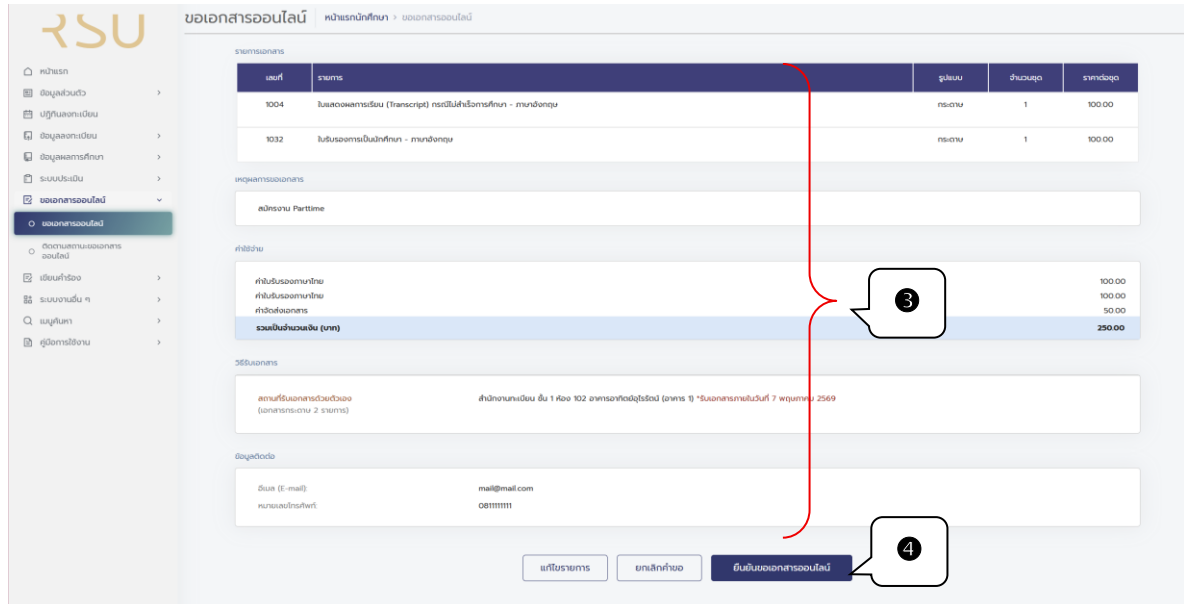 RSU
ขอเอกสารออนไลน์ หน้าแรกนักศึกษา > ขอเอกสารออนไลน์
หน้าแรก
ข้อมูลส่วนตัว
ปฏิทินลงทะเบียน
ข้อมูลลงทะเบียน
ข้อมูลผลการศึกษา
ระบบประเมิน
ขอเอกสารออนไลน์
ขอเอกสารออนไลน์
ติดตามสถานะขอเอกสาร
ออนไลน์
เขียนคำร้อง
ระบบงานอื่น ๆ
เมนูค้นหา
คู่มือการใช้งาน
รายการเอกสาร
เลขที่ รายการ รูปแบบ จำนวนชุด ราคาต่อชุด
1004 ใบแสดงผลการเรียน (Transcript) กรณีไม่สำเร็จการศึกษา - ภาษาอังกฤษ กระดาษ 1 100.00
1032 ใบรับรองการเป็นนักศึกษา - ภาษาอังกฤษ กระดาษ 1 100.00
เหตุผลการขอเอกสาร
สมัครงาน Parttime
ค่าใช้จ่าย
ค่าใบรับรองภาษาไทย 100.00
ค่าใบรับรองภาษาไทย 100.00
ค่าจัดส่งเอกสาร 50.00
รวมเป็นจำนวนเงิน (บาท) 250.00
❸
วิธีรับเอกสาร
สถานที่รับเอกสารด้วยตัวเอง สำนักงานทะเบียน ชั้น 1 ห้อง 102 อาคารอาทิตย์อุไรรัตน์ (อาคาร 1) *รับเอกสารภายในวันที่ 7 พฤษภาคม 2569
(เอกสารกระดาษ 2 รายการ)
ข้อมูลติดต่อ
อีเมล (E-mail): mail@mail.com
หมายเลขโทรศัพท์: 0811111111
แก้ไขรายการ ยกเลิกคำขอ ยืนยันขอเอกสารออนไลน์
❹